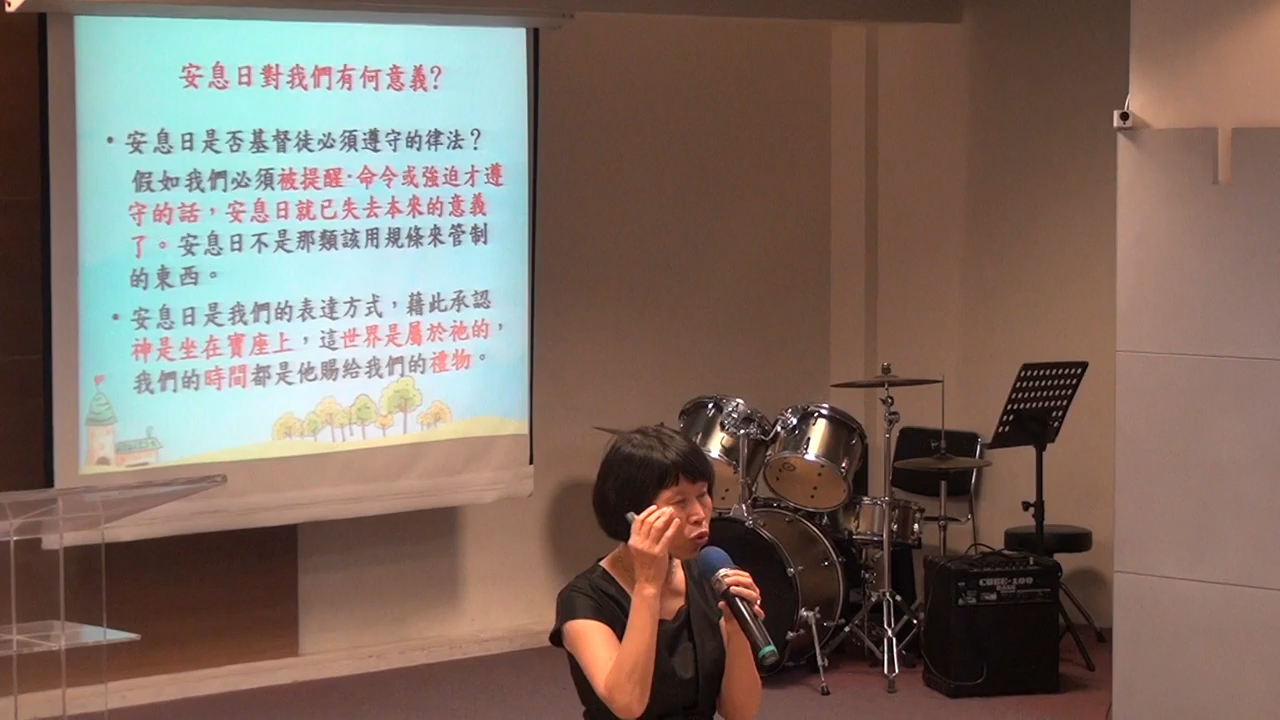 安息日對我們有何意義?
•安息日是否基督徒必須遵守的律法?
假如我們必須被提醒·命令或強迫才遵
守的話,安息日就已失去本來的意義
了。安息日不是那類該用規條來管制
的東西。
•安息日是我們的表達方式,藉此承認
神是坐在寶座上,這世界是屬於祂的,
我們的時間都是他賜給我們的禮物。
CUBE-100
BASS